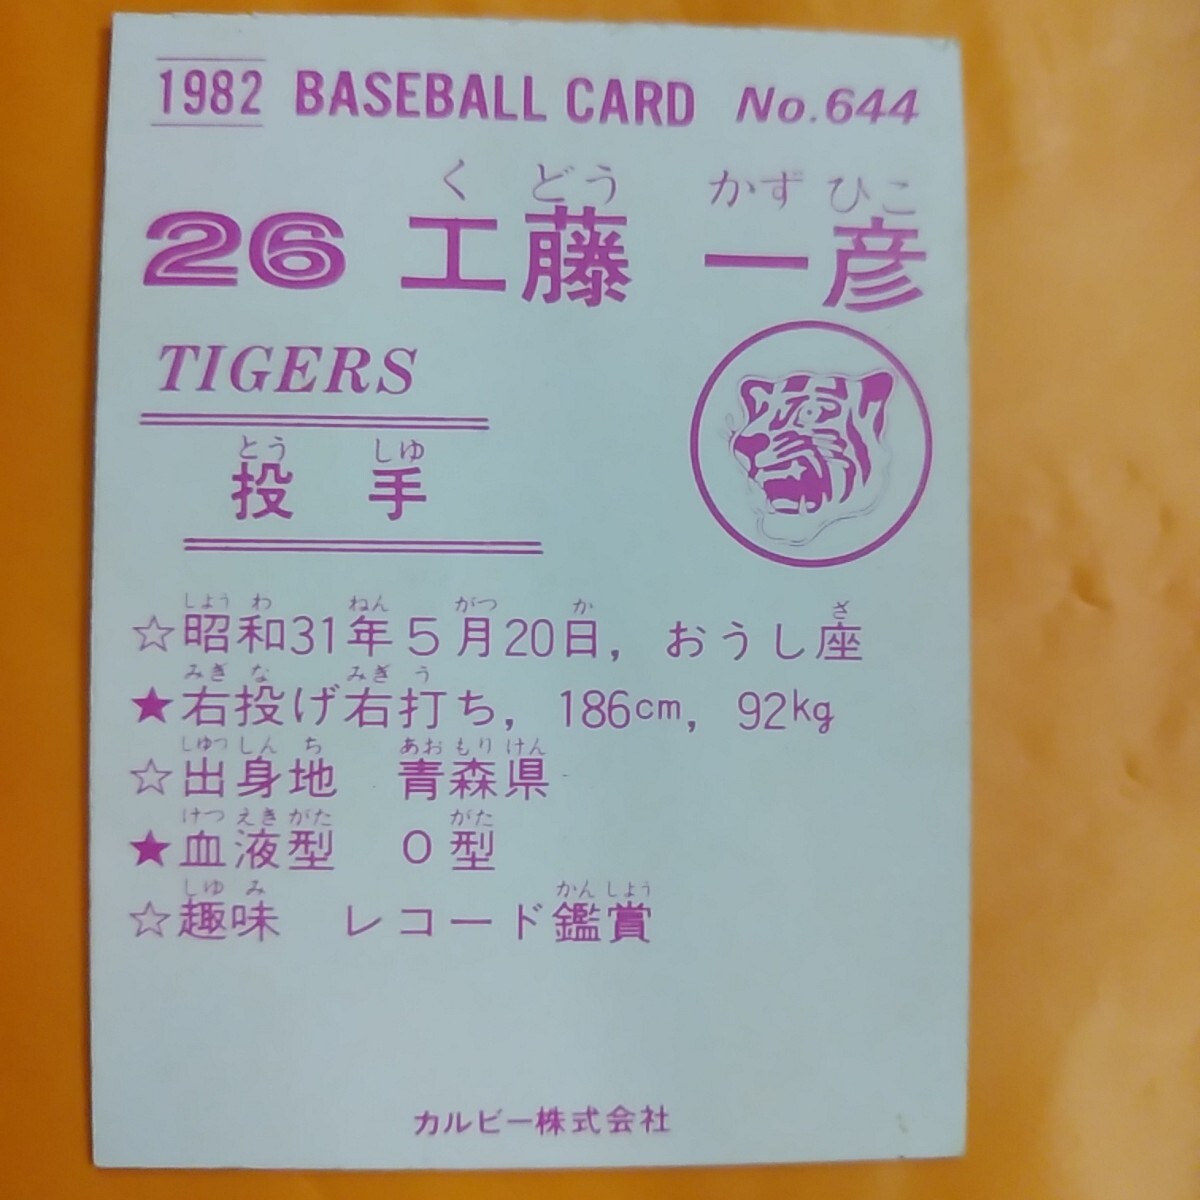 1982 BASEBALL CARD No.644
く どう かず ひこ
26 工藤 一彦
TIGERS
とう しゅ
投 手
しょう わ ねん がつ か ざ
☆昭和31年5月20日, おうし座
みぎ な みぎ う
★右投げ右打ち, 186cm, 92kg
しゅつ しん ち あお もり けん
☆出身地 青森県
けつ えき がた がた
★血液型 O型
しゅ み かん しょう
☆趣味 レコード鑑賞
カルビー株式会社